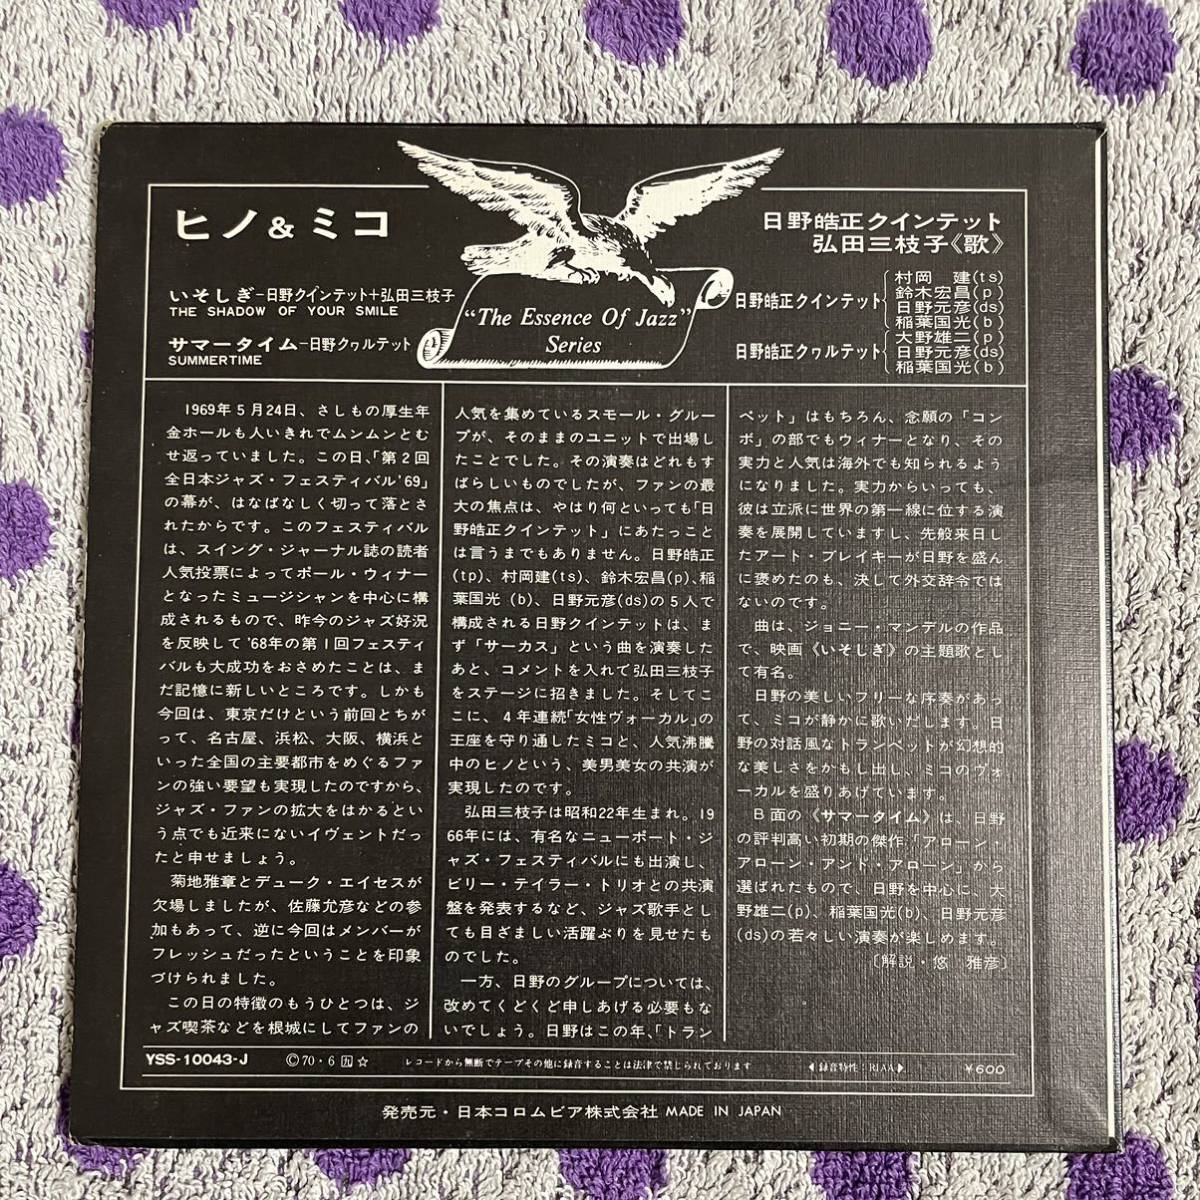 ヒノ & ミコ
いそしぎ−日野クインテット+弘田三枝子
THE SHADOW OF YOUR SMILE
サマータイム−日野クヮルテット
SUMMERTIME
"The Essence Of Jazz"
Series
日野皓正クインテット
弘田三枝子《歌》
日野皓正クインテット
村岡 建(ts)
鈴木宏昌(p)
日野元彦(ds)
稲葉国光(b)
日野皓正クヮルテット
大野雄二(p)
日野元彦(ds)
稲葉国光(b)
1969年5月24日、さしもの厚生年
金ホールも人いきれでムンムンとむ
せ返っていました。この日、「第2回
全日本ジャズ・フェスティバル'69」
の幕が、はなばなしく切って落とさ
れたからです。このフェスティバル
は、スイング・ジャーナル誌の読者
人気投票によってポール・ウィナー
となったミュージシャンを中心に構
成されるもので、昨今のジャズ好況
を反映して'68年の第1回フェスティ
バルも大成功をおさめたことは、ま
だ記憶に新しいところです。しかも
今回は、東京だけという前回とちが
って、名古屋、浜松、大阪、横浜と
いった全国の主要都市をめぐるファ
ンの強い要望も実現したのですから、
ジャズ・ファンの拡大をはかるとい
う点でも近来にないイヴェントだっ
たと申せましょう。
菊地雅章とデューク・エイセスが
欠場しましたが、佐藤允彦などの参
加もあって、逆に今回はメンバーが
フレッシュだったということを印象
づけられました。
この日の特徴のもうひとつは、ジ
ャズ喫茶などを根城にしてファンの
人気を集めているスモール・グルー
プが、そのままのユニットで出場し
たことでした。その演奏はどれもす
ばらしいものでしたが、ファンの最
大の焦点は、やはり何といっても「日
野皓正クインテット」にあたっこと
は言うまでもありません。日野皓正
(tp)、村岡建(ts)、鈴木宏昌(p)、稲
葉国光 (b)、日野元彦(ds)の5人で
構成される日野クインテットは、ま
ず「サーカス」という曲を演奏した
あと、コメントを入れて弘田三枝子
をステージに招きました。そしてこ
こに、4年連続「女性ヴォーカル」の
王座を守り通したミコと、人気沸騰
中のヒノという、美男美女の共演が
実現したのです。
弘田三枝子は昭和22年生まれ。19
66年には、有名なニューポート・ジ
ャズ・フェスティバルにも出演し、
ビリー・テイラー・トリオとの共演
盤を発表するなど、ジャズ歌手とし
ても目ざましい活躍ぶりを見せたも
のでした。
一方、日野のグループについては、
改めてくどくど申しあげる必要もな
いでしょう。日野はこの年、「トラン
ペット」はもちろん、念願の「コン
ボ」の部でもウィナーとなり、その
実力と人気は海外でも知られるよう
になりました。実力からいっても、
彼は立派に世界の第一線に位する演
奏を展開していますし、先般来日し
たアート・ブレイキーが日野を盛ん
に褒めたのも、決して外交辞令では
ないのです。
曲は、ジョニー・マンデルの作品
で、映画《いそしぎ》の主題歌とし
て有名。
日野の美しいフリーな序奏があっ
て、ミコが静かに歌いだします。日
野の対話風なトランペットが幻想的
な美しさをかもし出し、ミコのヴォ
ーカルを盛りあげています。
B面の《サマータイム》は、日野
の評判高い初期の傑作「アローン・
アローン・アンド・アローン」から
選ばれたもので、日野を中心に、大
野雄二(p)、稲葉国光(b)、日野元彦
(ds)の若々しい演奏が楽しめます。
〔解説・悠 雅彦〕
YSS-10043-J
Ⓒ70・6 九 ☆
レコードから無断でテープその他に録音することは法律で禁じられております
◀録音特性:RIAA▶
¥600
発売元・日本コロムビア株式会社 MADE IN JAPAN